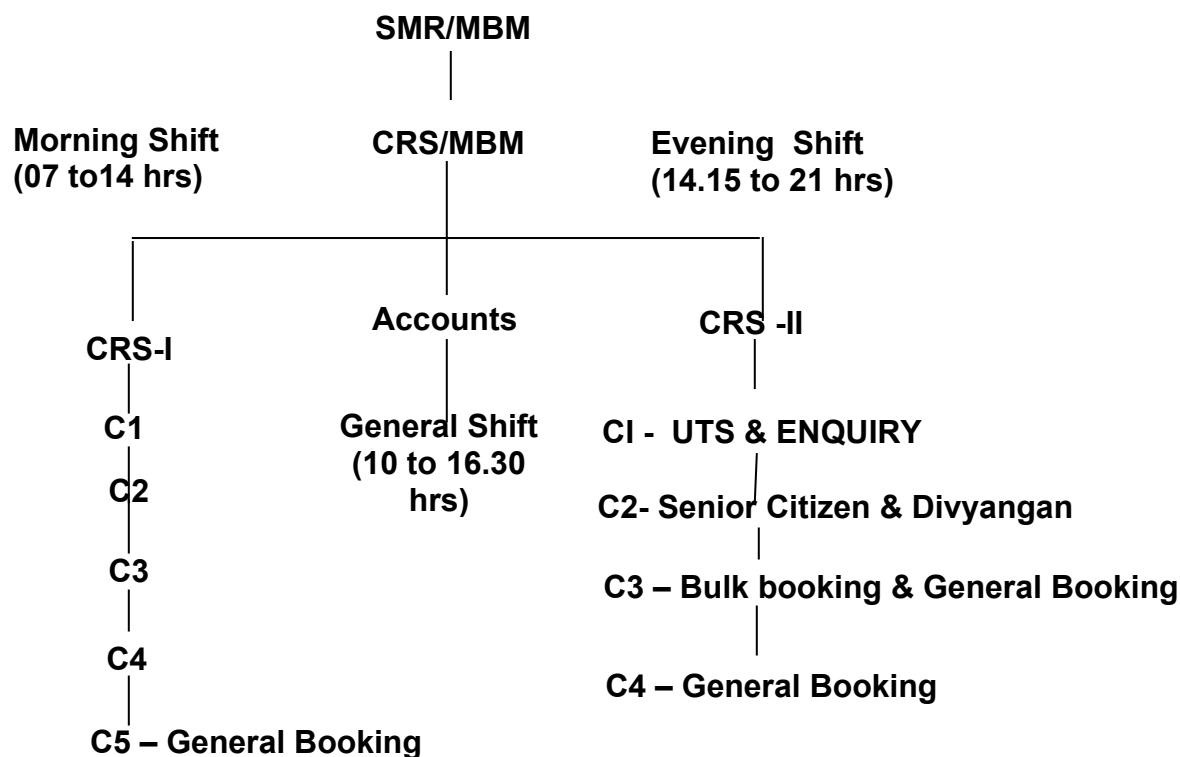 SMR/MBM
Morning Shift
(07 to14 hrs)
CRS/MBM
Evening Shift
(14.15 to 21 hrs)
CRS-I
Accounts
CRS -II
C1
C2
C3
C4
C5 – General Booking
General Shift
(10 to 16.30
hrs)
CI - UTS & ENQUIRY
C2- Senior Citizen & Divyangan
C3 – Bulk booking & General Booking
C4 – General Booking